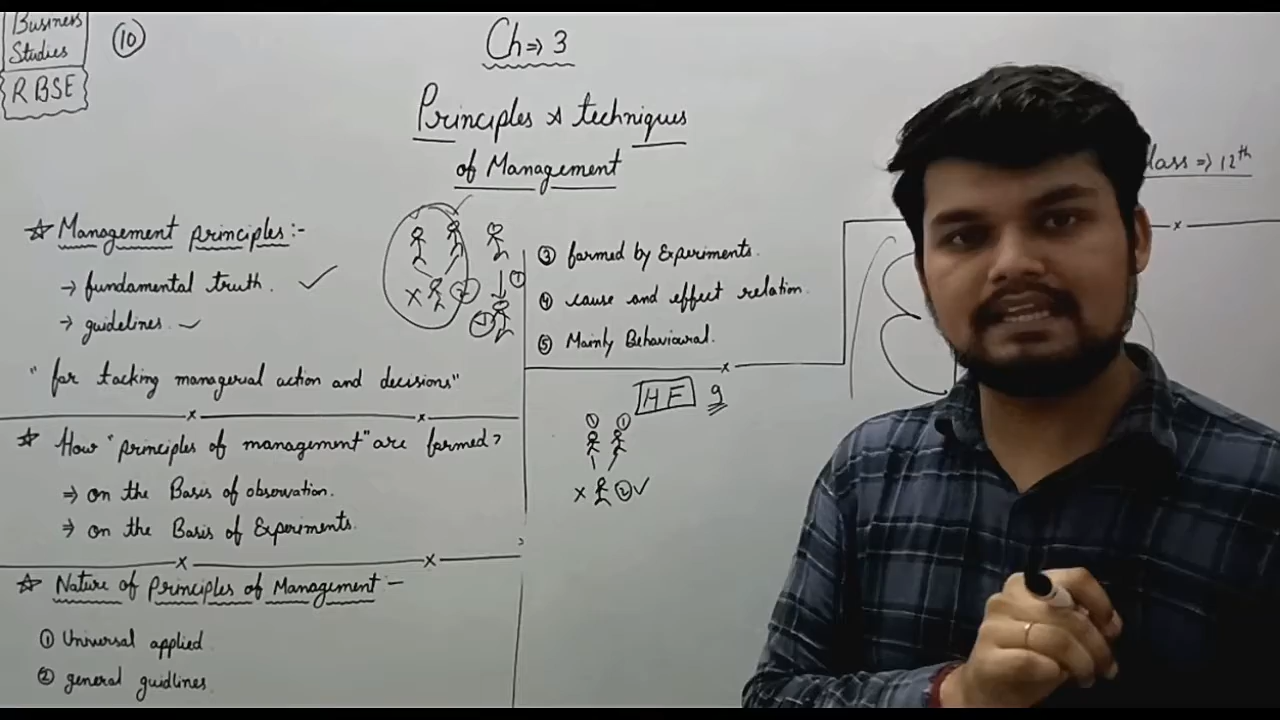 Business
Studies
RBSE
10
Ch ⇒ 3
Principles & techniques
of Management
Class ⇒ 12th
☆ Management principles :-
→ fundamental truth. ✓
→ guidelines. ✓
"for tacking managerial action and decisions"
☆ How "principles of management" are formed?
⇒ on the Basis of observation.
⇒ on the Basis of Experiments.
☆ Nature of Principles of Management :-
① Universal applied
② general guidlines.
③ formed by Experiments.
④ cause and effect relation.
⑤ Mainly Behavioural.
① ①
x ② ✓